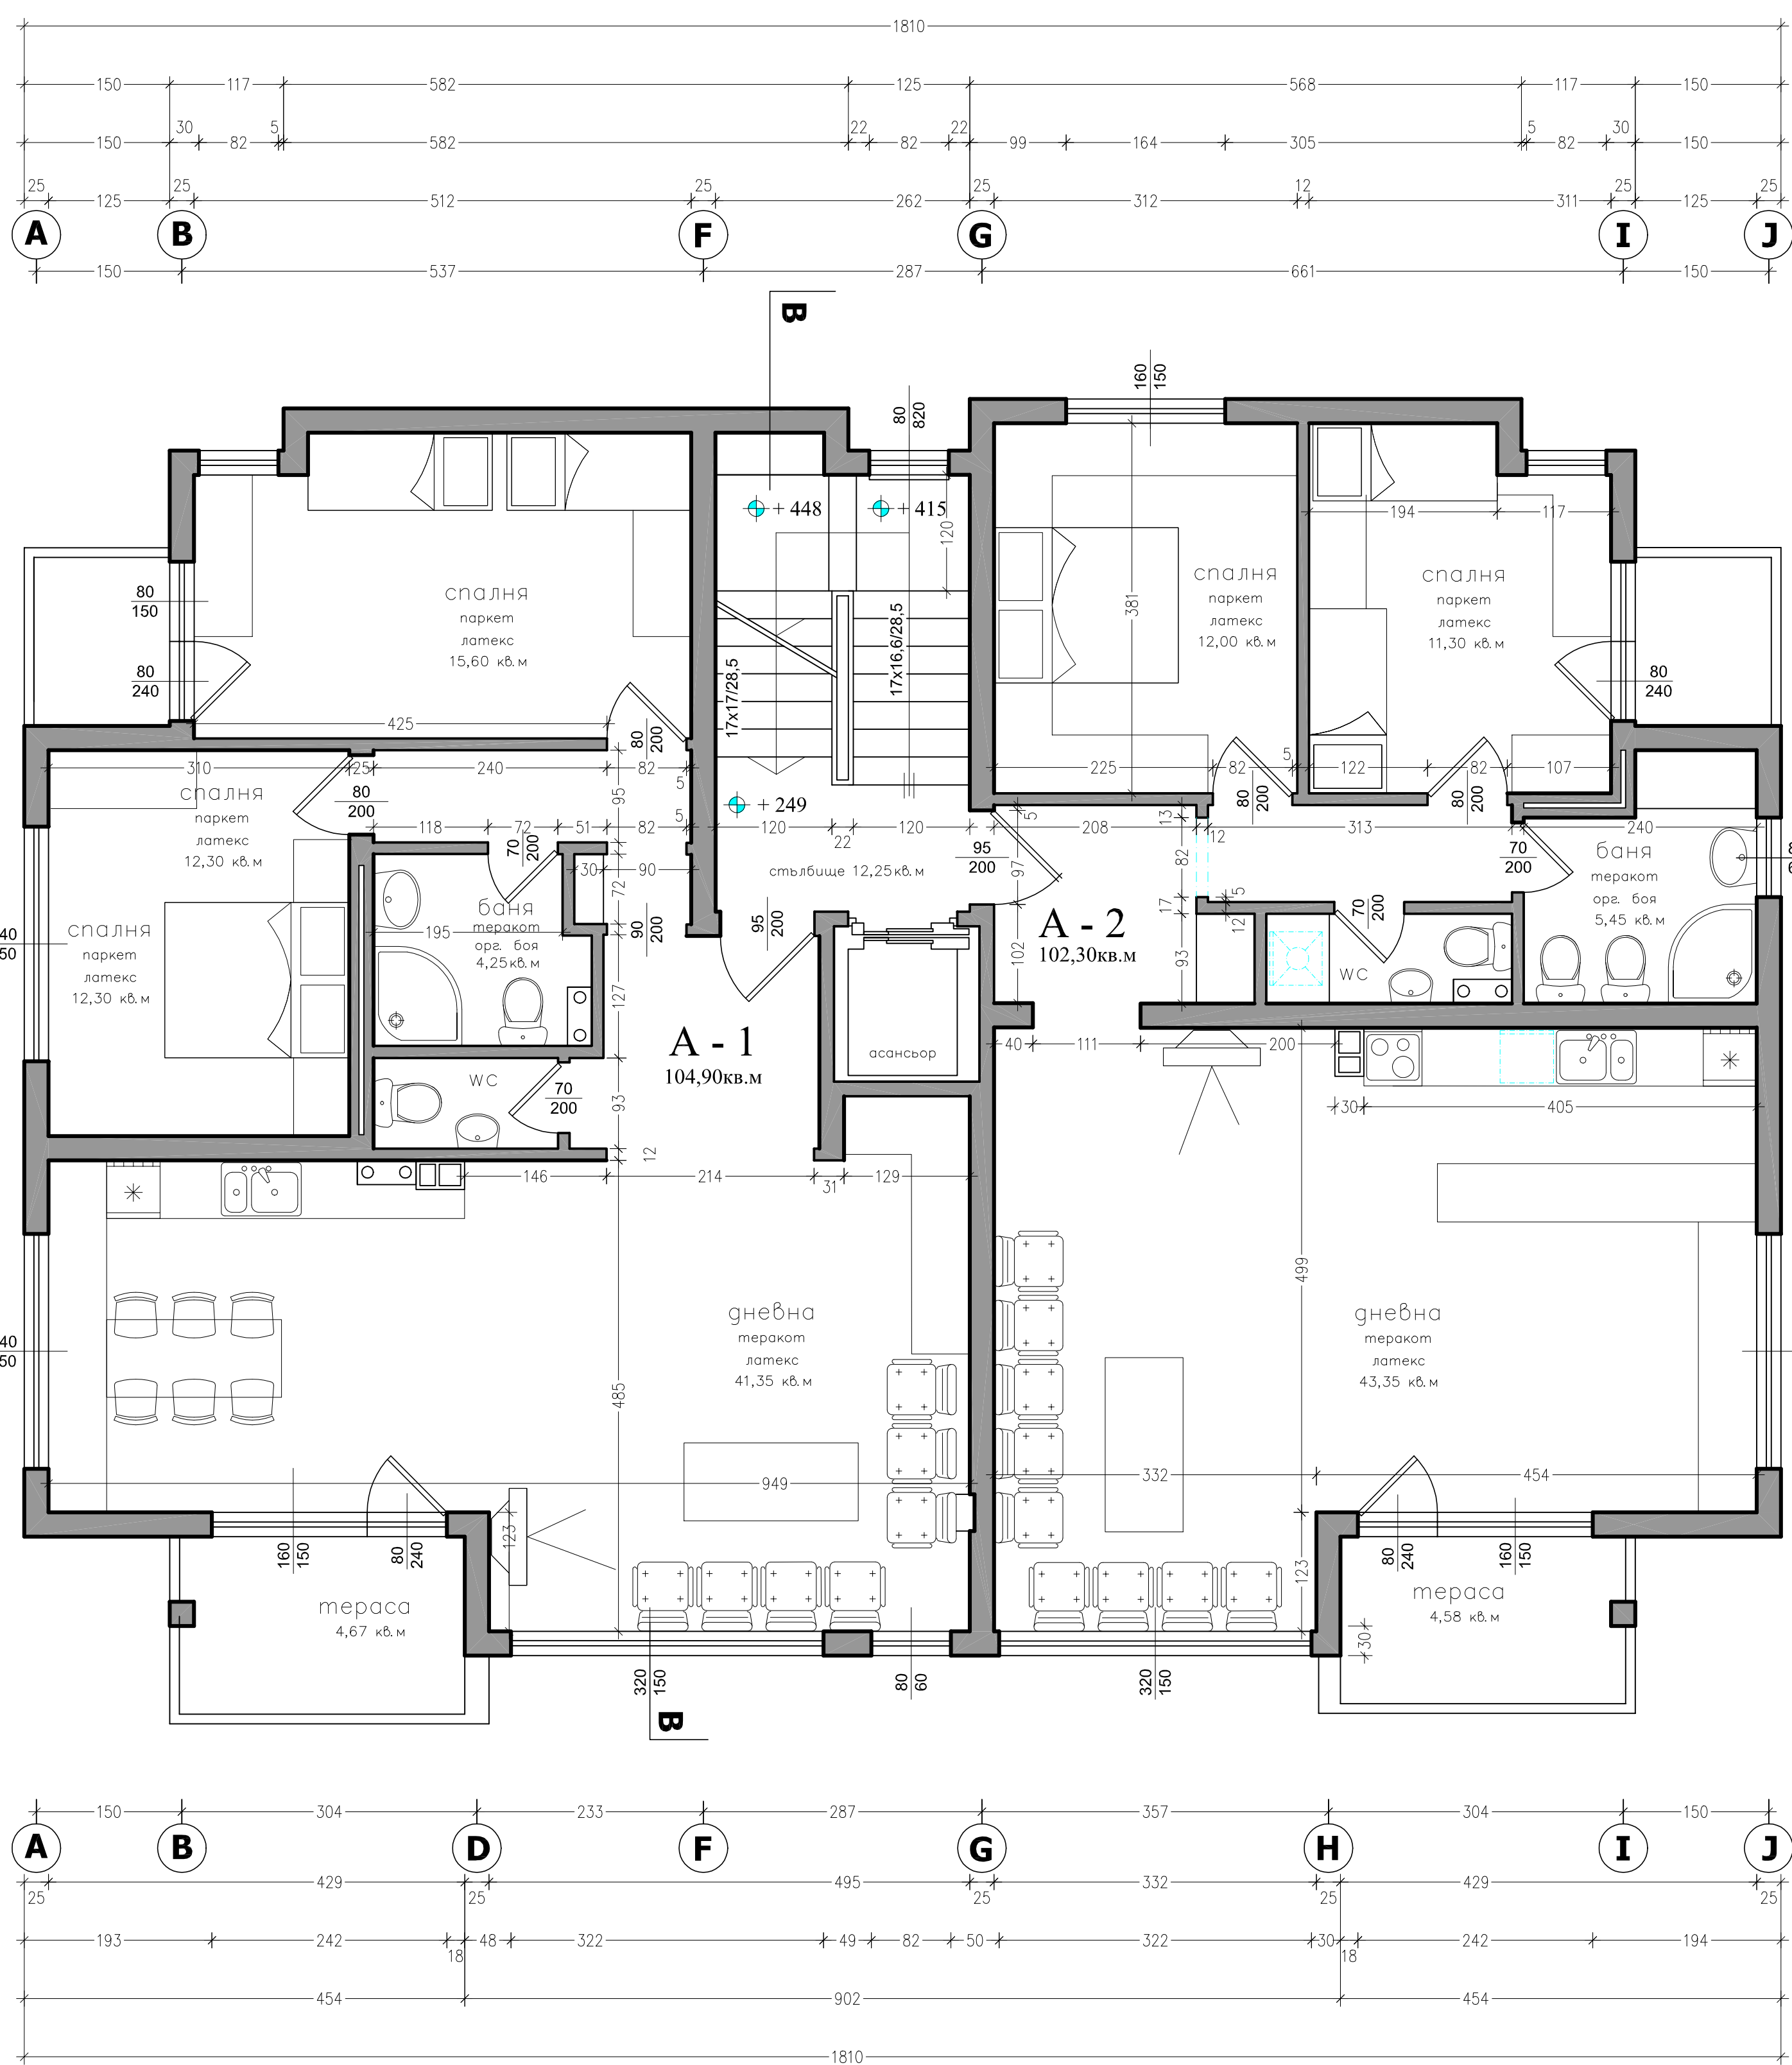 1810
150 117 582 125 568 117 150
30 5 22 22 5 30
150 82 582 82 99 164 305 82 150
25 25 25 25 12 25 25
125 512 262 312 311 125
A B F G I J
150 537 287 661 150
B
160
150
80
820
+ 448 + 415
120
194 117
спалня
паркет
латекс
15,60 кв.м
80
150
80
240
425
17x17/28,5
17x16,6/28,5
381
спалня
паркет
латекс
12,00 кв.м
спалня
паркет
латекс
11,30 кв.м
80
240
80
200
310 25 240 82
5
225 82 5 122 82 107
спалня
паркет
латекс
12,30 кв.м
80
200
95
80
200
80
200
+ 249
118 72 51 82
5
120 22 120
5
208
13
12
313
240
70
200
стълбище 12,25кв.м
95
200
97
82
70
200
баня
теракот
орг. боя
5,45 кв.м
8
6
30 90
72
баня
теракот
орг. боя
4,25кв.м
195
90
200
95
200
A - 2
102,30кв.м
102
17
5
12
93
70
200
WC
спалня
паркет
латекс
12,30 кв.м
40
50
127
A - 1
104,90кв.м
асансьор
40 111 200
WC
70
200
93
12
30 405
146 214 31 129
499
дневна
теракот
латекс
41,35 кв.м
дневна
теракот
латекс
43,35 кв.м
40
50
485
949
332 454
123
160
150
80
240
80
240
160
150
123
тераса
4,67 кв.м
тераса
4,58 кв.м
30
320
150
80
60
320
150
B
150 304 233 287 357 304 150
A B D F G H I J
429 495 332 429
25 25 25 25 25
193 242 48 322 49 82 50 322 30 242 194
18 18
454 902 454
1810